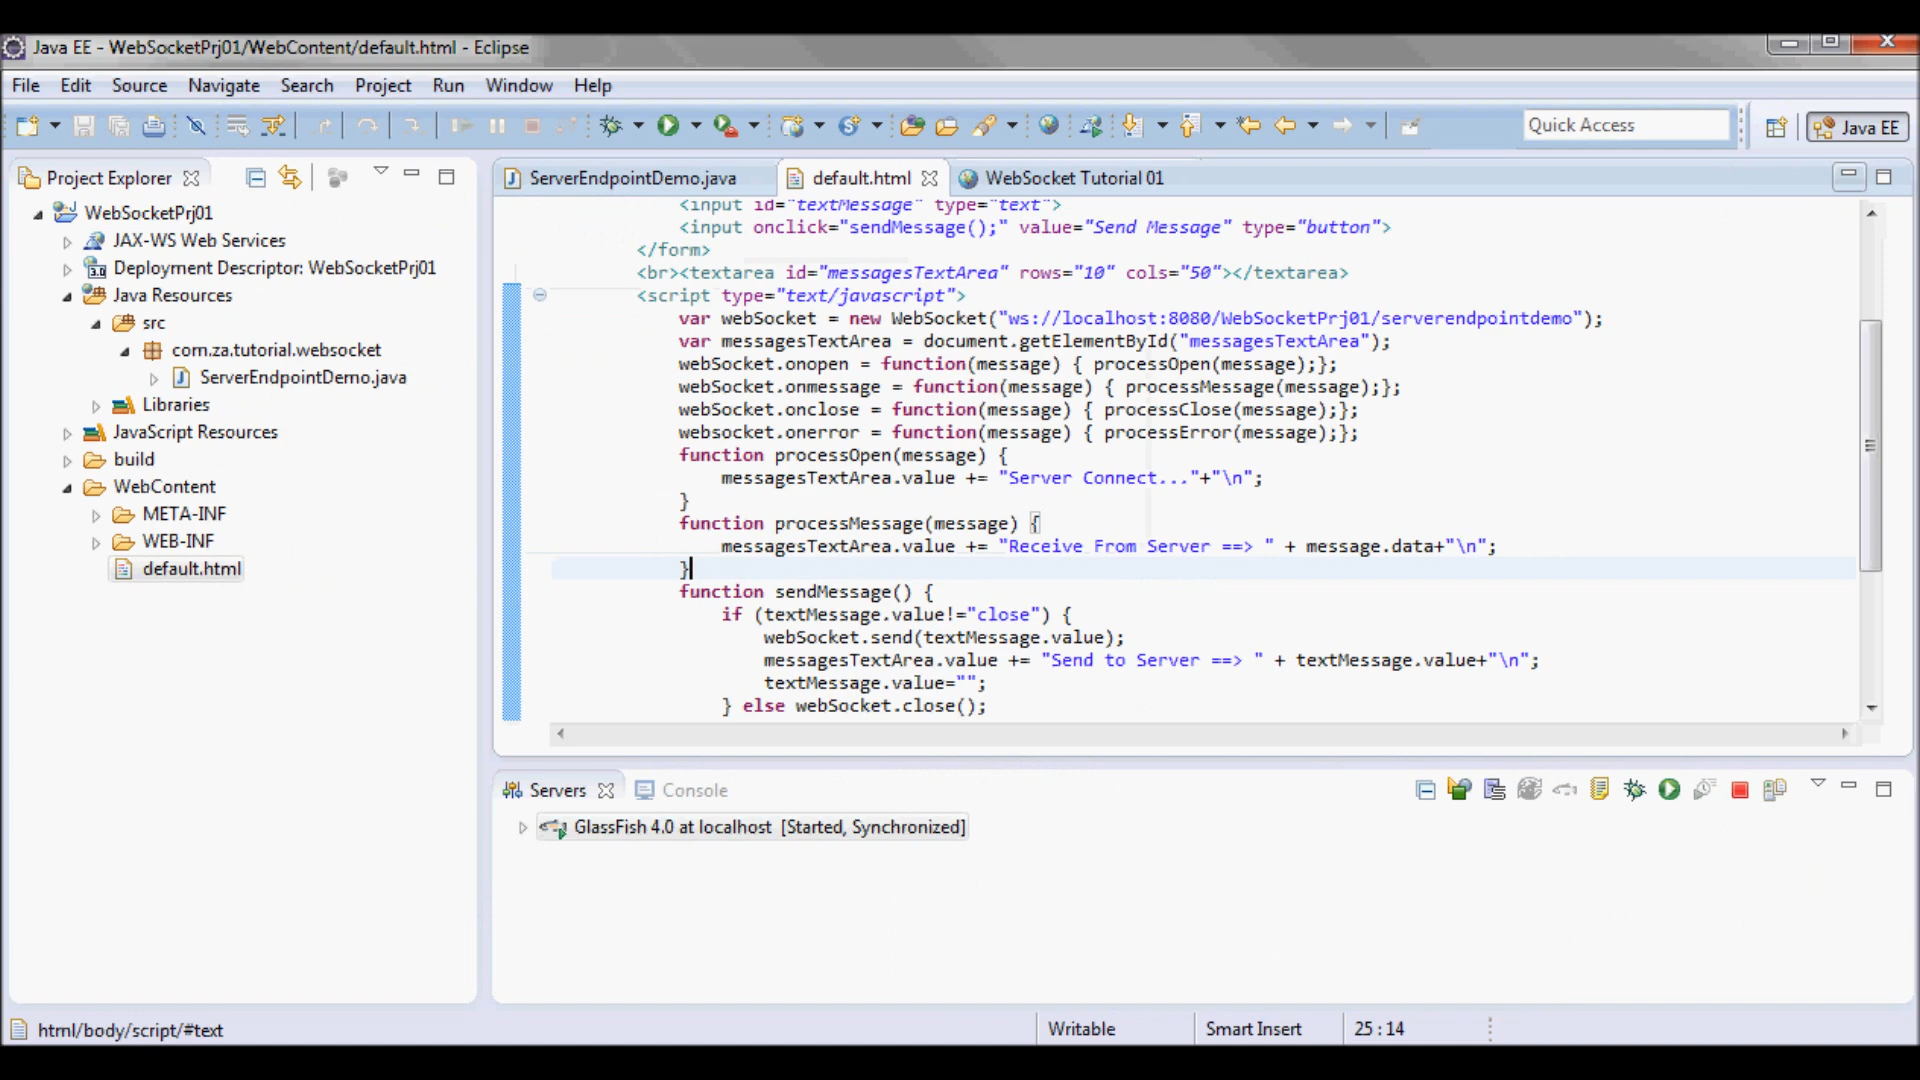 Java EE - WebSocketPrj01/WebContent/default.html - Eclipse
File Edit Source Navigate Search Project Run Window Help
Quick Access
Java EE
Project Explorer
WebSocketPrj01
JAX-WS Web Services
3.0 Deployment Descriptor: WebSocketPrj01
Java Resources
src
com.za.tutorial.websocket
ServerEndpointDemo.java
Libraries
JavaScript Resources
build
WebContent
META-INF
WEB-INF
default.html
ServerEndpointDemo.java default.html WebSocket Tutorial 01
<input id="textMessage" type="text">
<input onclick="sendMessage();" value="Send Message" type="button">
</form>
<br><textarea id="messagesTextArea" rows="10" cols="50"></textarea>
<script type="text/javascript">
var webSocket = new WebSocket("ws://localhost:8080/WebSocketPrj01/serverendpointdemo");
var messagesTextArea = document.getElementById("messagesTextArea");
webSocket.onopen = function(message) { processOpen(message);};
webSocket.onmessage = function(message) { processMessage(message);};
webSocket.onclose = function(message) { processClose(message);};
websocket.onerror = function(message) { processError(message);};
function processOpen(message) {
messagesTextArea.value += "Server Connect..."+"\n";
}
function processMessage(message) {
messagesTextArea.value += "Receive From Server ==> " + message.data+"\n";
}
function sendMessage() {
if (textMessage.value!="close") {
webSocket.send(textMessage.value);
messagesTextArea.value += "Send to Server ==> " + textMessage.value+"\n";
textMessage.value="";
} else webSocket.close();
Servers Console
GlassFish 4.0 at localhost [Started, Synchronized]
html/body/script/#text
Writable
Smart Insert
25 : 14